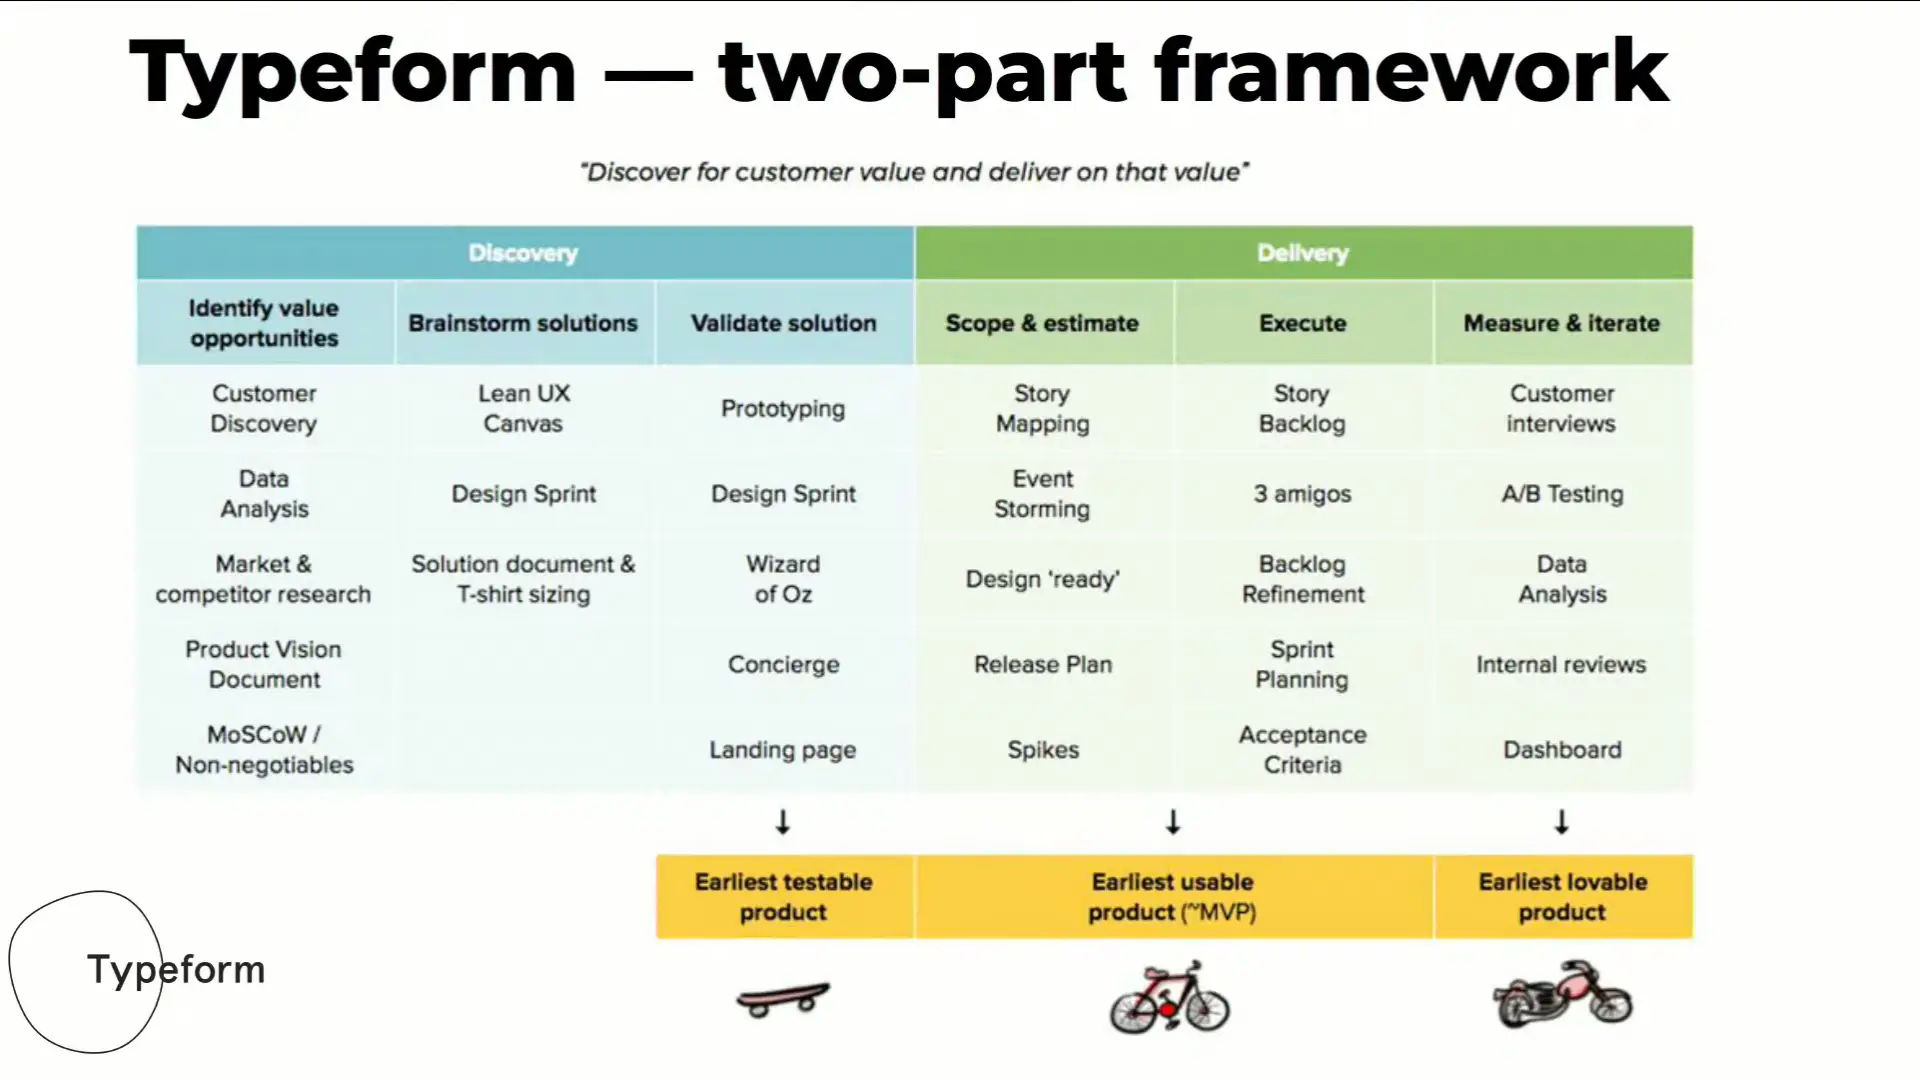 Typeform — two-part framework
"Discover for customer value and deliver on that value"
Discovery
Delivery
Identify value
opportunities
Brainstorm solutions
Validate solution
Scope & estimate
Execute
Measure & iterate
Customer
Discovery
Lean UX
Canvas
Prototyping
Story
Mapping
Story
Backlog
Customer
interviews
Data
Analysis
Design Sprint
Design Sprint
Event
Storming
3 amigos
A/B Testing
Market &
competitor research
Solution document &
T-shirt sizing
Wizard
of Oz
Design 'ready'
Backlog
Refinement
Data
Analysis
Product Vision
Document
Concierge
Release Plan
Sprint
Planning
Internal reviews
MoSCoW /
Non-negotiables
Landing page
Spikes
Acceptance
Criteria
Dashboard
Earliest testable
product
Earliest usable
product (~MVP)
Earliest lovable
product
Typeform